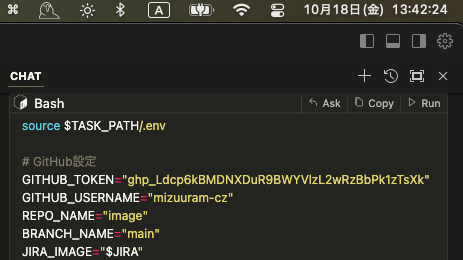 10月18日(金) 13:42:24
CHAT
Bash
Ask Copy Run
source $TASK_PATH/.env
# GitHub設定
GITHUB_TOKEN="ghp_Ldcp6kBMDNXDuR9BWYVIzL2wRzBbPk1zTsXk"
GITHUB_USERNAME="mizuuram-cz"
REPO_NAME="image"
BRANCH_NAME="main"
JIRA_IMAGE="$JIRA"